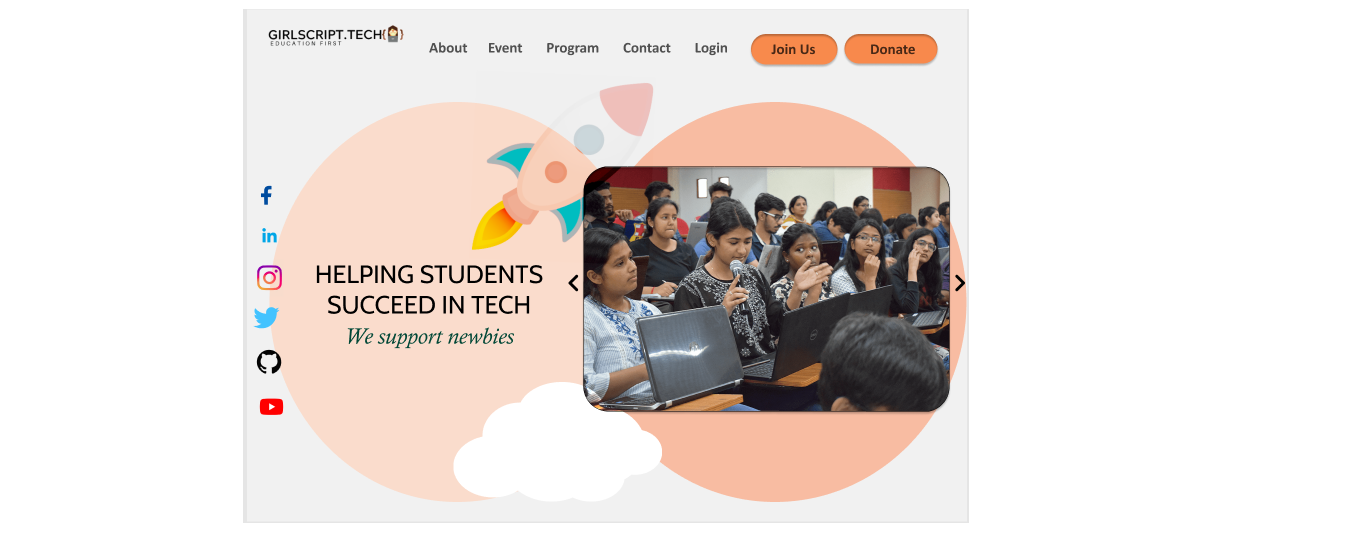 GIRLSCRIPT.TECH{}
EDUCATION FIRST
About Event Program Contact Login Join Us Donate
in
HELPING STUDENTS
SUCCEED IN TECH
We support newbies